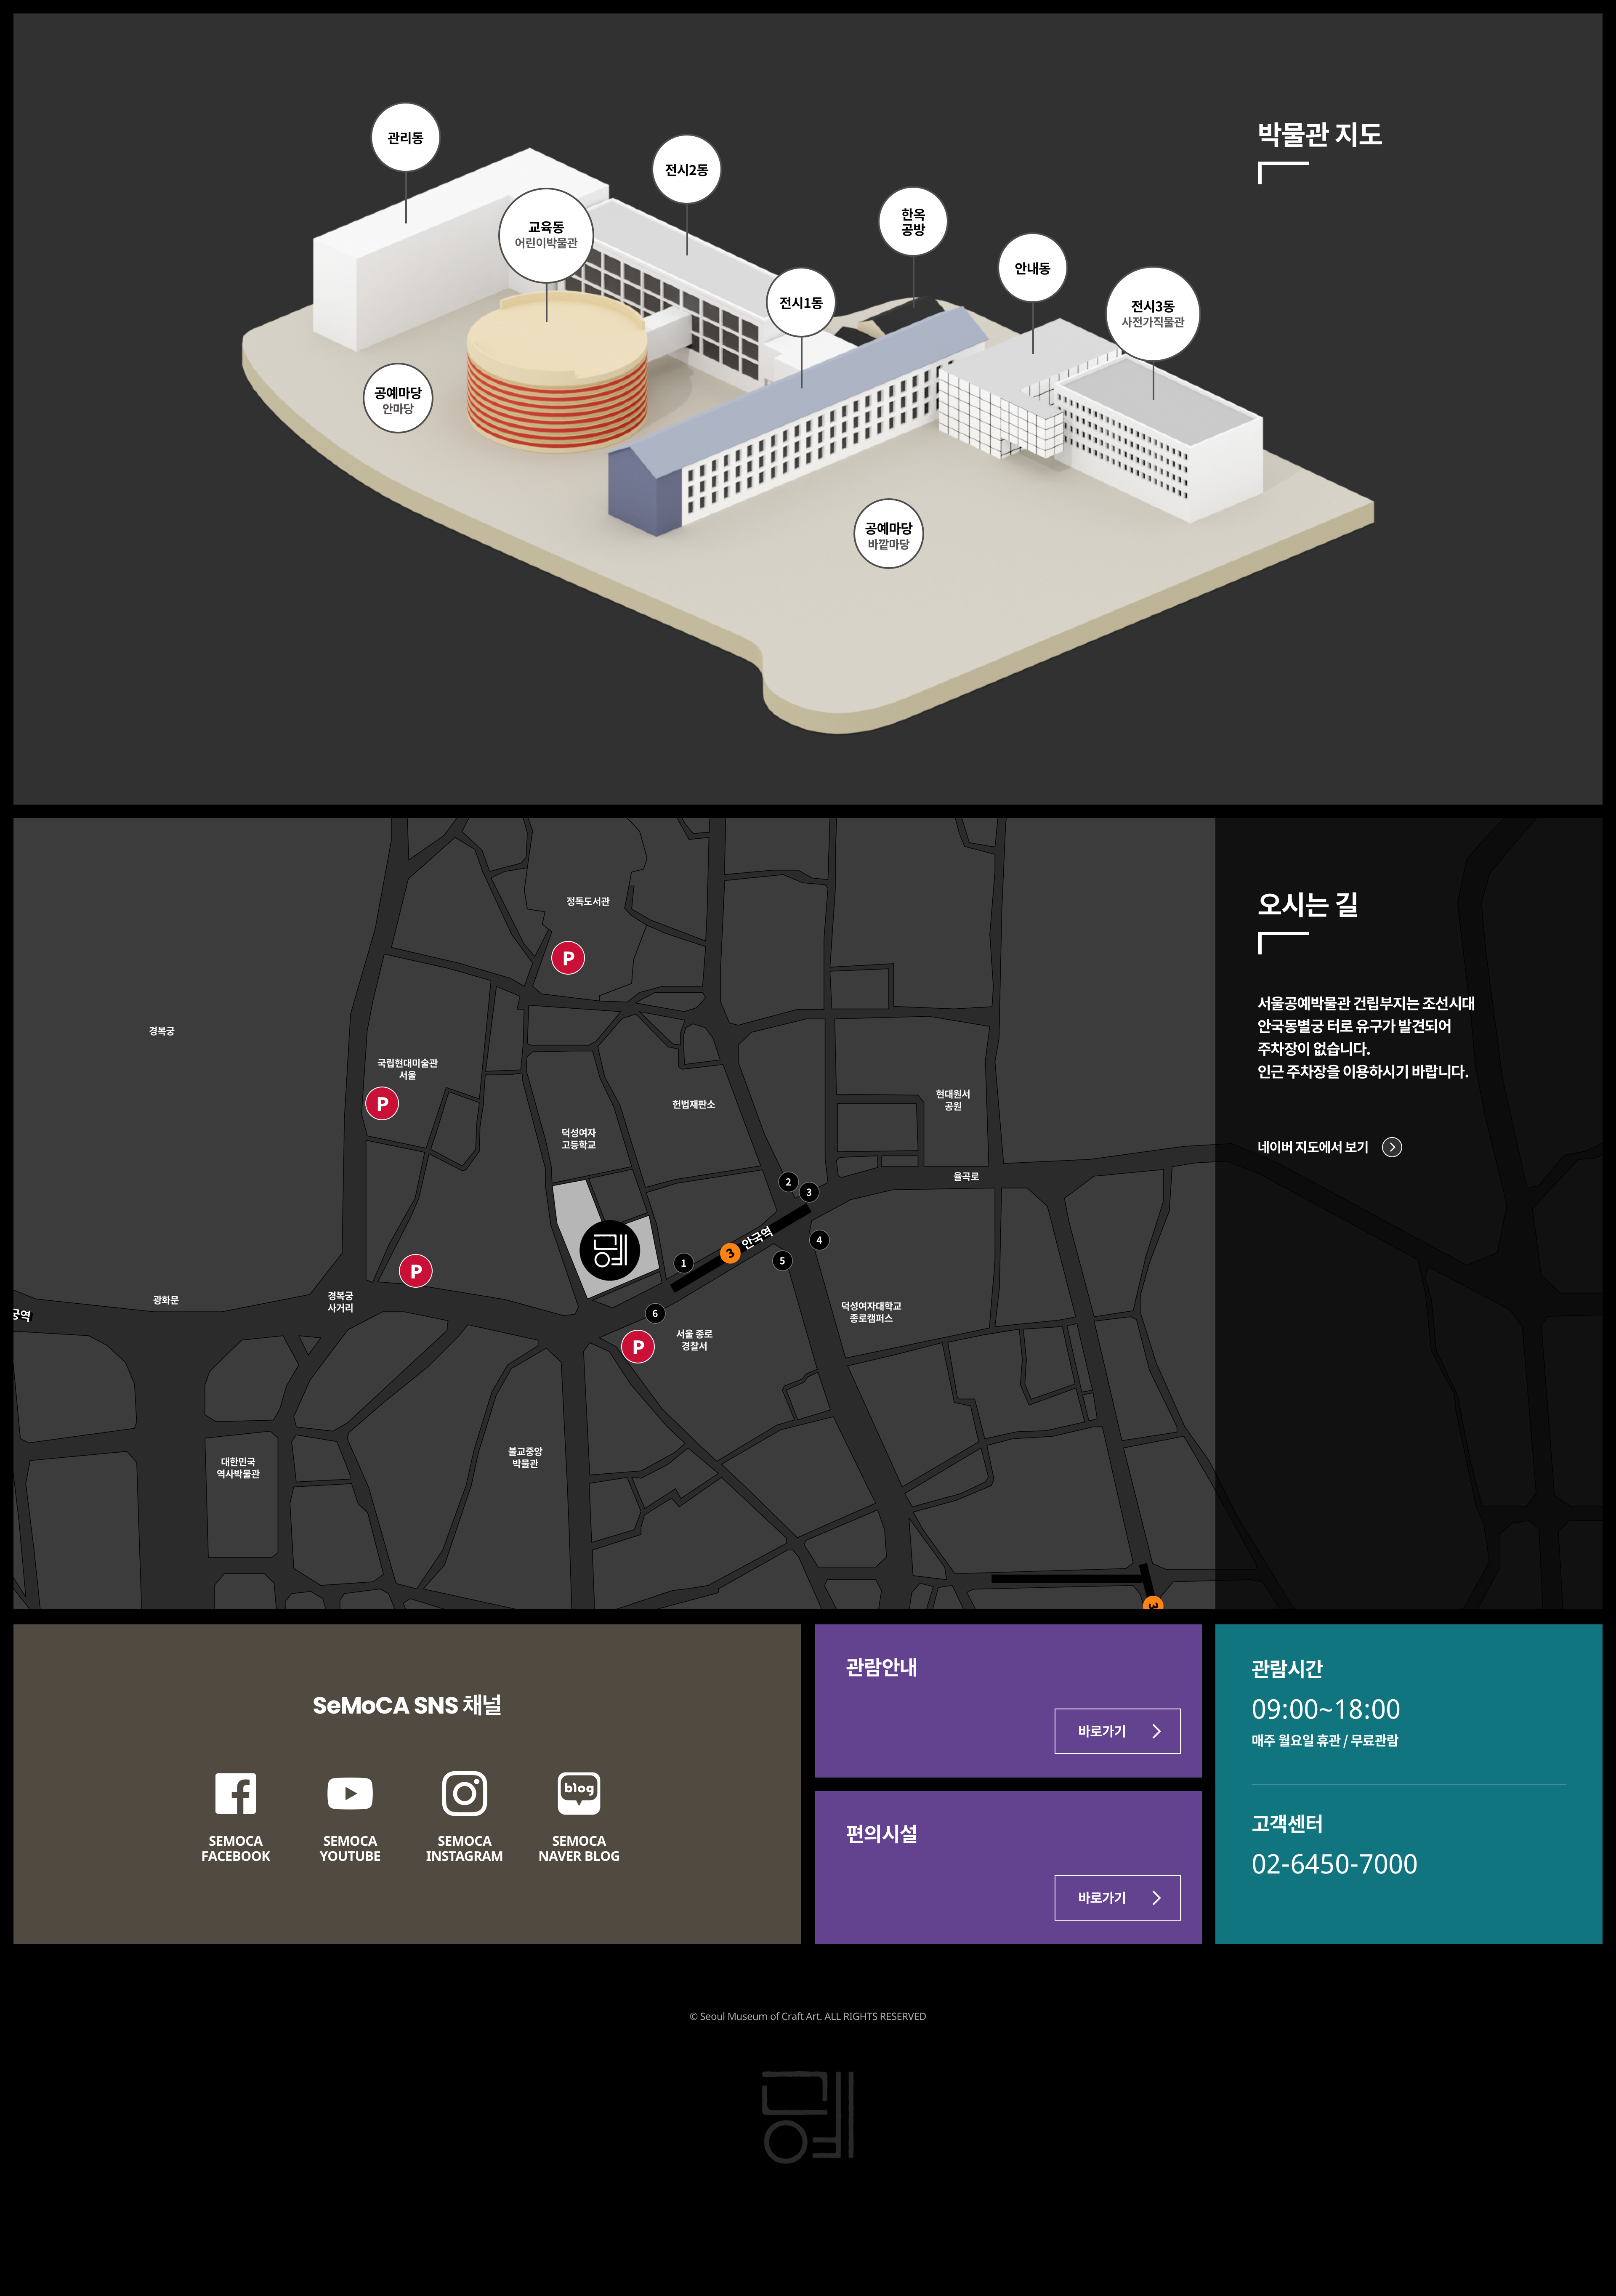 박물관 지도
관리동
전시2동
교육동
어린이박물관
한옥
공방
안내동
전시1동
전시3동
사전가직물관
공예마당
안마당
공예마당
바깥마당
오시는 길
서울공예박물관 건립부지는 조선시대
안국동별궁 터로 유구가 발견되어
주차장이 없습니다.
인근 주차장을 이용하시기 바랍니다.
네이버 지도에서 보기
정독도서관
P
경복궁
국립현대미술관
서울
P
헌법재판소
현대원서
공원
덕성여자
고등학교
율곡로
2
3
4
5
1
3 안국역
공예
P
경복궁
사거리
광화문
궁역
6
P
서울 종로
경찰서
덕성여자대학교
종로캠퍼스
대한민국
역사박물관
불교중앙
박물관
3
SeMoCA SNS 채널
blog
SEMOCA
FACEBOOK
SEMOCA
YOUTUBE
SEMOCA
INSTAGRAM
SEMOCA
NAVER BLOG
관람안내
바로가기
편의시설
바로가기
관람시간
09:00~18:00
매주 월요일 휴관 / 무료관람
고객센터
02-6450-7000
© Seoul Museum of Craft Art. ALL RIGHTS RESERVED
공예